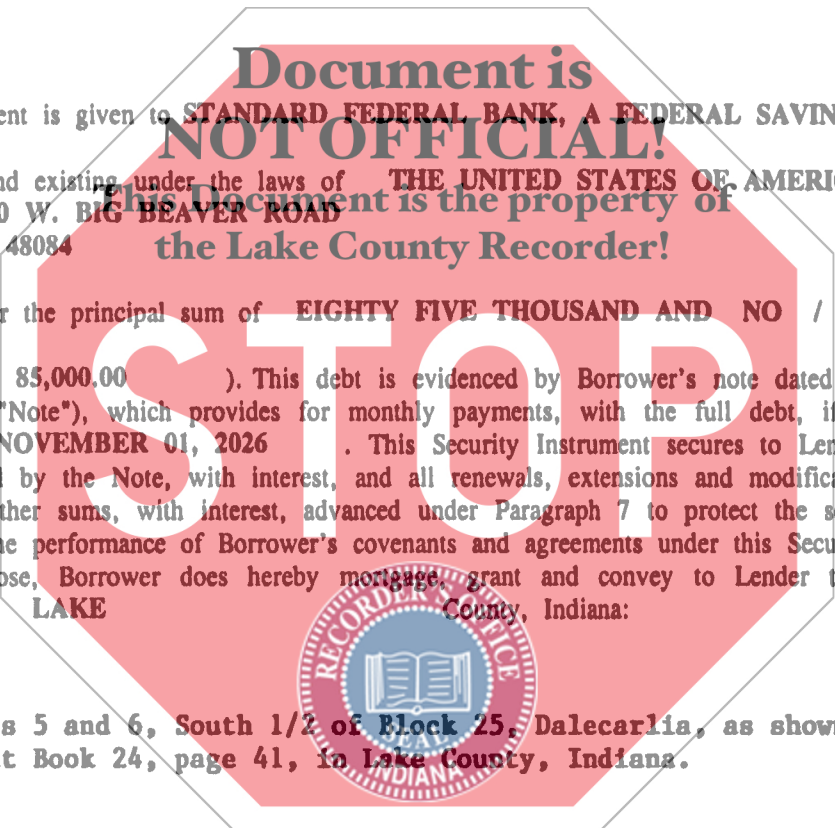 Document is
ent is given to STANDARD FEDERAL BANK, A FEDERAL SAVIN
NOT OFFICIAL!
nd existing under the laws of THE UNITED STATES OF AMERI
This Document is the property of
0 W. BIG BEAVER ROAD
the Lake County Recorder!
48084
r the principal sum of EIGHTY FIVE THOUSAND AND NO /
STOP
85,000.00 ). This debt is evidenced by Borrower's note dated
"Note"), which provides for monthly payments, with the full debt, if
NOVEMBER 01, 2026 . This Security Instrument secures to Len
d by the Note, with interest, and all renewals, extensions and modifica
ther sums, with interest, advanced under Paragraph 7 to protect the s
he performance of Borrower's covenants and agreements under this Secu
ose, Borrower does hereby mortgage, grant and convey to Lender t
LAKE County, Indiana:
RECORDER'S OFFICE
SEAL
INDIANA
s 5 and 6, South 1/2 of Block 25, Dalecarlia, as shown
t Book 24, page 41, in Lake County, Indiana.